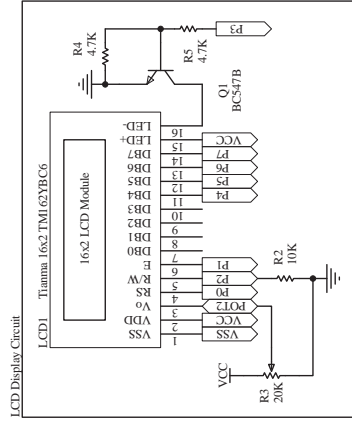 LCD Display Circuit
LCD1 Tianma 16x2 TM162YBC6
16x2 LCD Module
VSS
VDD
Vo
RS
R/W
E
DB0
DB1
DB2
DB3
DB4
DB5
DB6
DB7
LED+
LED-
1
2
3
4
5
6
7
8
9
10
11
12
13
14
15
16
VSS
VCC
POT2
P0
P2
P1
P4
P5
P6
P7
VCC
R4
4.7K
R5
4.7K
P3
Q1
BC547B
R2
10K
VCC
R3
20K